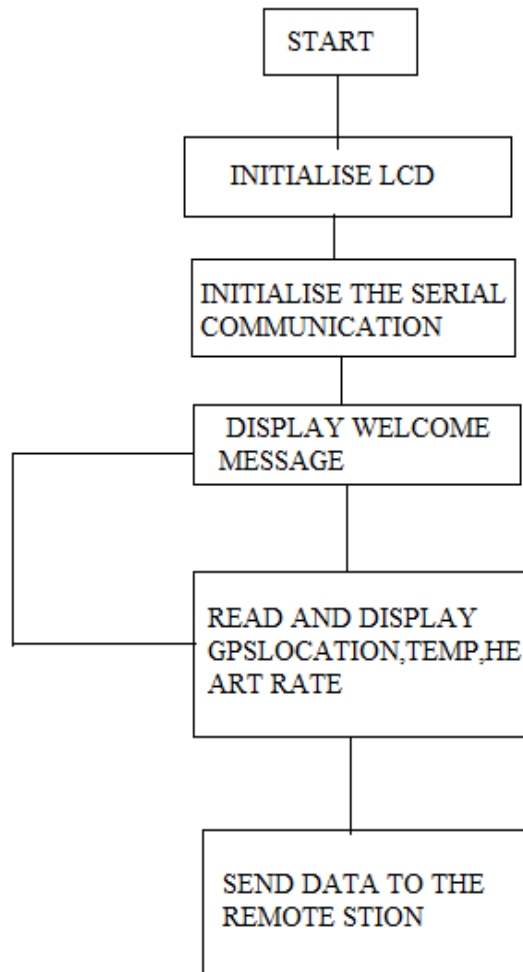 START
INITIALISE LCD
INITIALISE THE SERIAL
COMMUNICATION
DISPLAY WELCOME
MESSAGE
READ AND DISPLAY
GPSLOCATION,TEMP,HE
ART RATE
SEND DATA TO THE
REMOTE STION